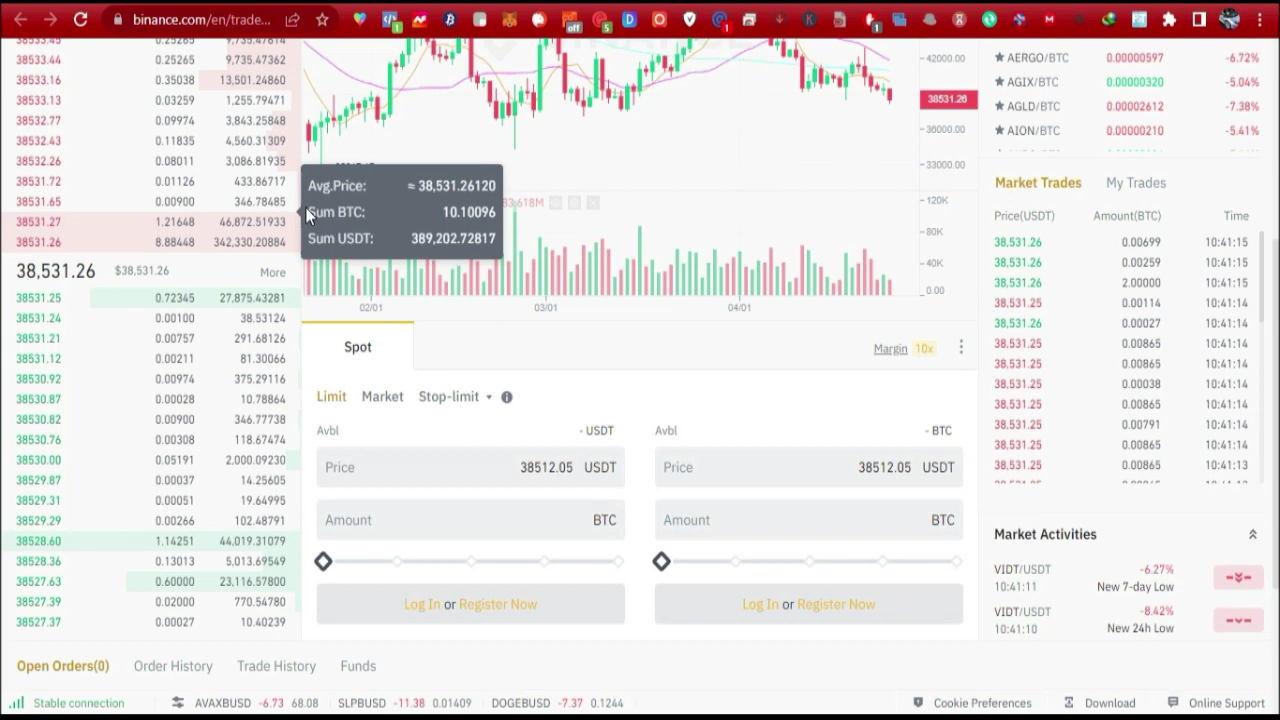 binance.com/en/trade...
38533.45 0.25265 9,735.47614
38533.44 0.25265 9,735.47362
38533.16 0.35038 13,501.24860
38533.13 0.03259 1,255.79471
38532.77 0.09974 3,843.25848
38532.43 0.11835 4,560.31309
38532.26 0.08011 3,086.81935
38531.72 0.01126 433.86717
38531.65 0.00900 346.78485
38531.27 1.21648 46,872.51933
38531.26 8.88448 342,330.20884
38,531.26 $38,531.26 More
38531.25 0.72345 27,875.43281
38531.24 0.00100 38.53124
38531.21 0.00757 291.68126
38531.12 0.00211 81.30066
38530.92 0.00974 375.29116
38530.87 0.00028 10.78864
38530.82 0.00900 346.77738
38530.76 0.00308 118.67474
38530.00 0.05191 2,000.09230
38529.87 0.00037 14.25605
38529.31 0.00051 19.64995
38529.29 0.00266 102.48791
38528.60 1.14251 44,019.31079
38528.36 0.13013 5,013.69549
38527.63 0.60000 23,116.57800
38527.39 0.02000 770.54780
38527.37 0.00027 10.40239
42000.00
38531.26
36000.00
33000.00
Avg.Price: ≈ 38,531.26120
Sum BTC: 10.10096
Sum USDT: 389,202.72817
120K
80K
40K
0.00
02/01 03/01 04/01
Spot
Margin 10x
Limit Market Stop-limit
Avbl - USDT
Price 38512.05 USDT
Amount BTC
Log In or Register Now
Avbl - BTC
Price 38512.05 USDT
Amount BTC
Log In or Register Now
AERGO/BTC 0.00000597 -6.72%
AGIX/BTC 0.00000320 -5.04%
AGLD/BTC 0.00002612 -7.38%
AION/BTC 0.00000210 -5.41%
Market Trades My Trades
Price(USDT) Amount(BTC) Time
38,531.26 0.00699 10:41:15
38,531.26 0.00259 10:41:15
38,531.26 2.00000 10:41:15
38,531.25 0.00114 10:41:14
38,531.26 0.00027 10:41:14
38,531.25 0.00865 10:41:14
38,531.25 0.00865 10:41:14
38,531.25 0.00038 10:41:14
38,531.25 0.00865 10:41:14
38,531.25 0.00791 10:41:14
38,531.25 0.00865 10:41:14
38,531.25 0.00865 10:41:13
Market Activities
VIDT/USDT -6.27%
10:41:11 New 7-day Low
VIDT/USDT -8.42%
10:41:10 New 24h Low
Open Orders(0) Order History Trade History Funds
Stable connection AVAXBUSD -6.73 68.08 SLPBUSD -11.38 0.01409 DOGEBUSD -7.37 0.1244 Cookie Preferences Download Online Support